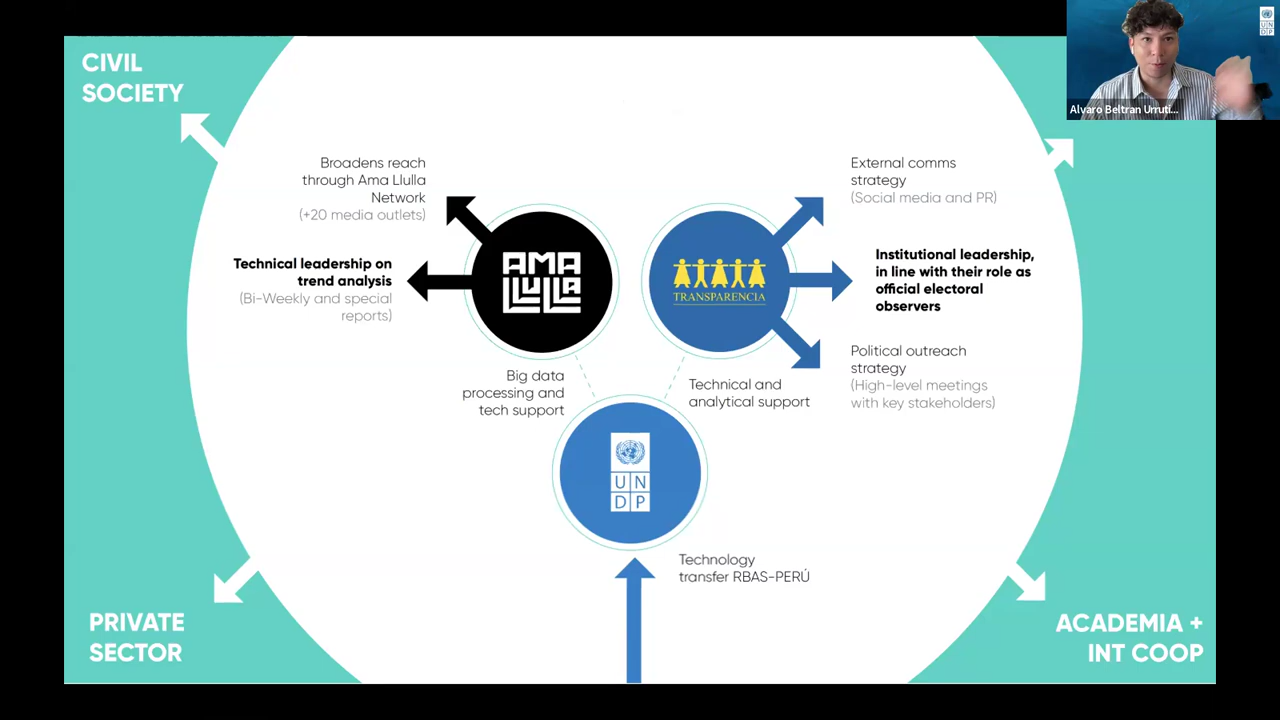 CIVIL
SOCIETY
Alvaro Beltran Urruti...
UN
DP
Broadens reach
through Ama Llulla
Network
(+20 media outlets)
Technical leadership on
trend analysis
(Bi-Weekly and special
reports)
AMA
LLULLA
TRANSPARENCIA
External comms
strategy
(Social media and PR)
Institutional leadership,
in line with their role as
official electoral
observers
Political outreach
strategy
(High-level meetings
with key stakeholders)
Big data
processing and
tech support
Technical and
analytical support
UN
DP
Technology
transfer RBAS-PERÚ
PRIVATE
SECTOR
ACADEMIA +
INT COOP